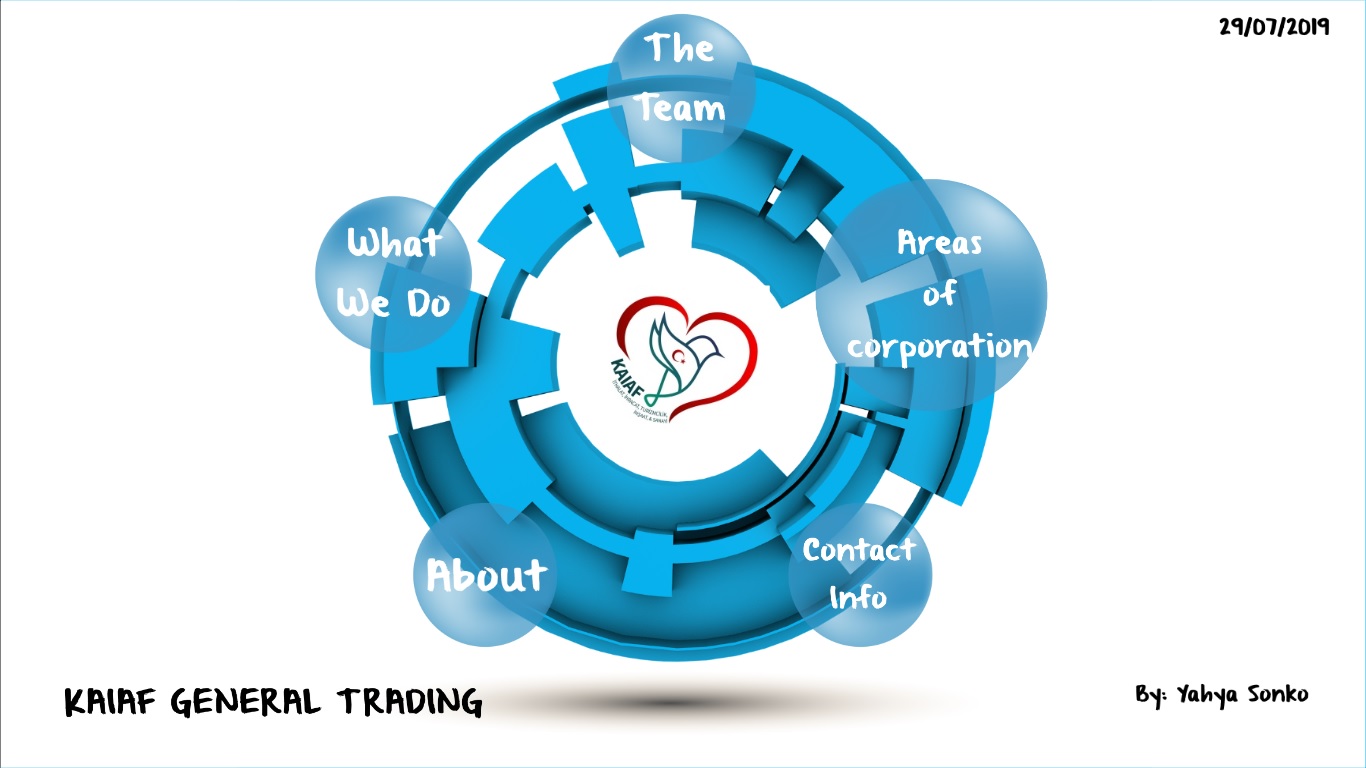 29/07/2019
The
Team
What
We Do
Areas
of
corporation
KAIAF
About
Contact
Info
KAIAF GENERAL TRADING
By: Yahya Sonko